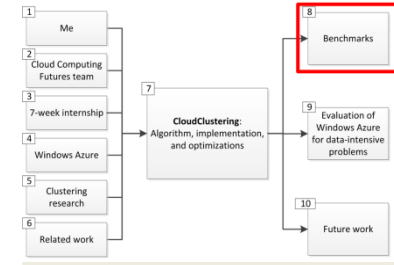 1
Me
2
Cloud Computing
Futures team
3
7-week internship
4
Windows Azure
5
Clustering
research
6
Related work
7
CloudClustering:
Algorithm, implementation,
and optimizations
8
Benchmarks
9
Evaluation of
Windows Azure
for data-intensive
problems
10
Future work